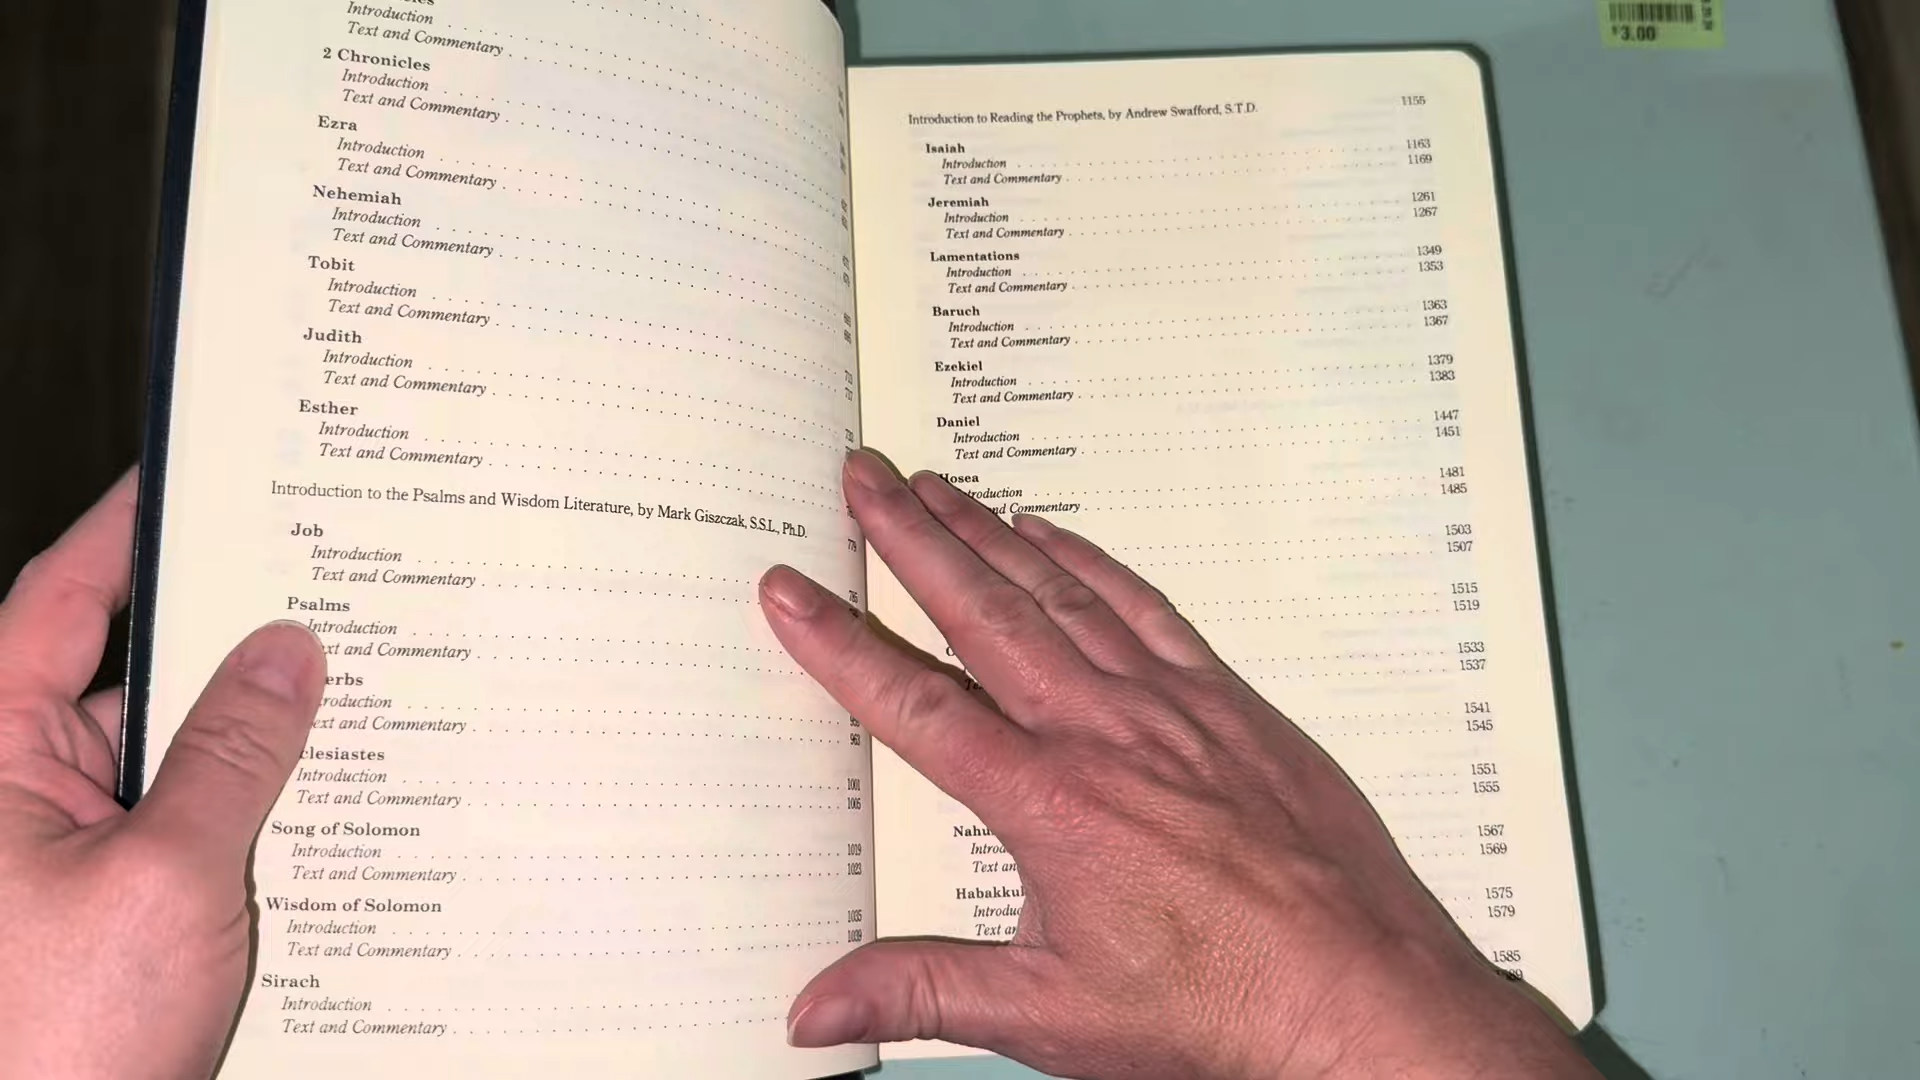 Introduction
Text and Commentary
2 Chronicles
Introduction
Text and Commentary
Ezra
Introduction
Text and Commentary
Nehemiah
Introduction
Text and Commentary
Tobit
Introduction
Text and Commentary
Judith
Introduction
Text and Commentary
Esther
Introduction
Text and Commentary
Introduction to the Psalms and Wisdom Literature, by Mark Giszczak, S.S.L., Ph.D. 779
Job
Introduction 785
Text and Commentary
Psalms
Introduction
Text and Commentary
Introduction
Text and Commentary 963
Introduction 1001
Text and Commentary 1005
Song of Solomon
Introduction 1019
Text and Commentary 1023
Wisdom of Solomon
Introduction 1035
Text and Commentary 1039
Sirach
Introduction
Text and Commentary
Introduction to Reading the Prophets, by Andrew Swafford, S.T.D. 1155
Isaiah
Introduction 1163
Text and Commentary 1169
Jeremiah
Introduction 1261
Text and Commentary 1267
Lamentations
Introduction 1349
Text and Commentary 1353
Baruch
Introduction 1363
Text and Commentary 1367
Ezekiel
Introduction 1379
Text and Commentary 1383
Daniel
Introduction 1447
Text and Commentary 1451
Hosea
Introduction 1481
and Commentary 1485
1503
1507
1515
1519
1533
1537
1541
1545
1551
1555
1567
1569
Habakkuk
1575
1579
1585
3.00